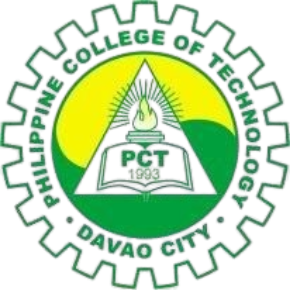 PHILIPPINE COLLEGE OF TECHNOLOGY
PCT
1993
• DAVAO CITY •